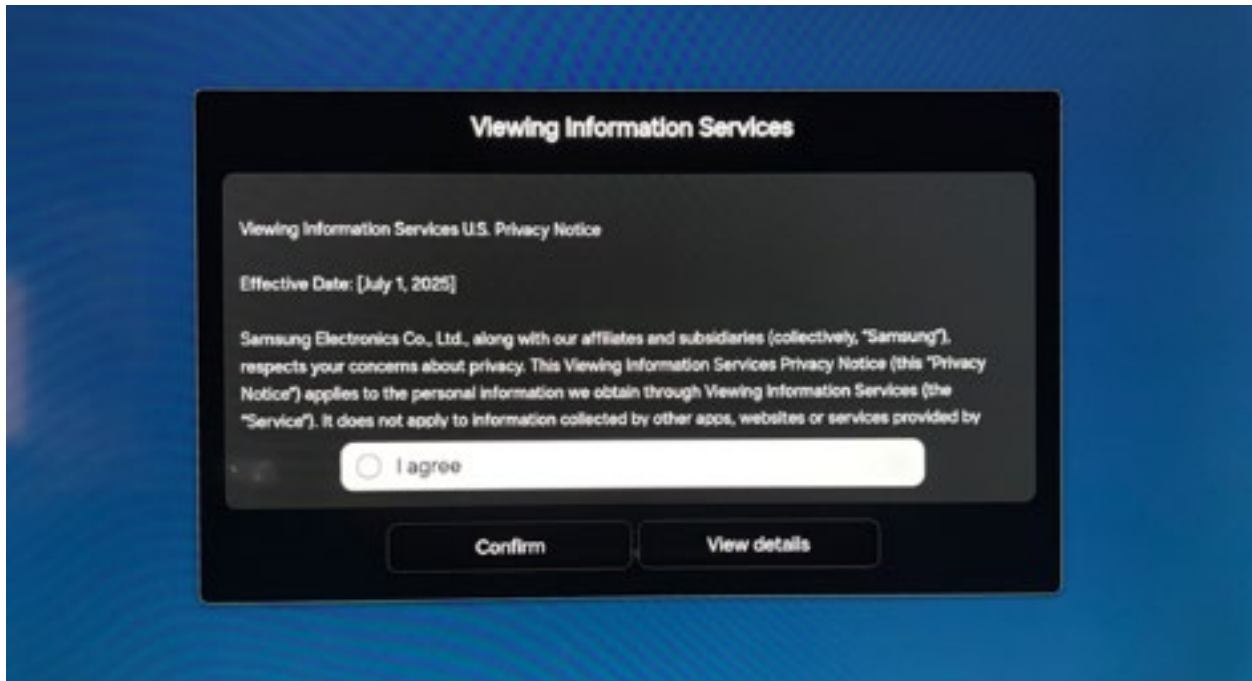 Viewing Information Services
Viewing Information Services U.S. Privacy Notice
Effective Date: [July 1, 2025]
Samsung Electronics Co., Ltd., along with our affiliates and subsidiaries (collectively, "Samsung"),
respects your concerns about privacy. This Viewing Information Services Privacy Notice (this "Privacy
Notice") applies to the personal information we obtain through Viewing Information Services (the
"Service"). It does not apply to information collected by other apps, websites or services provided by
I agree
Confirm
View details